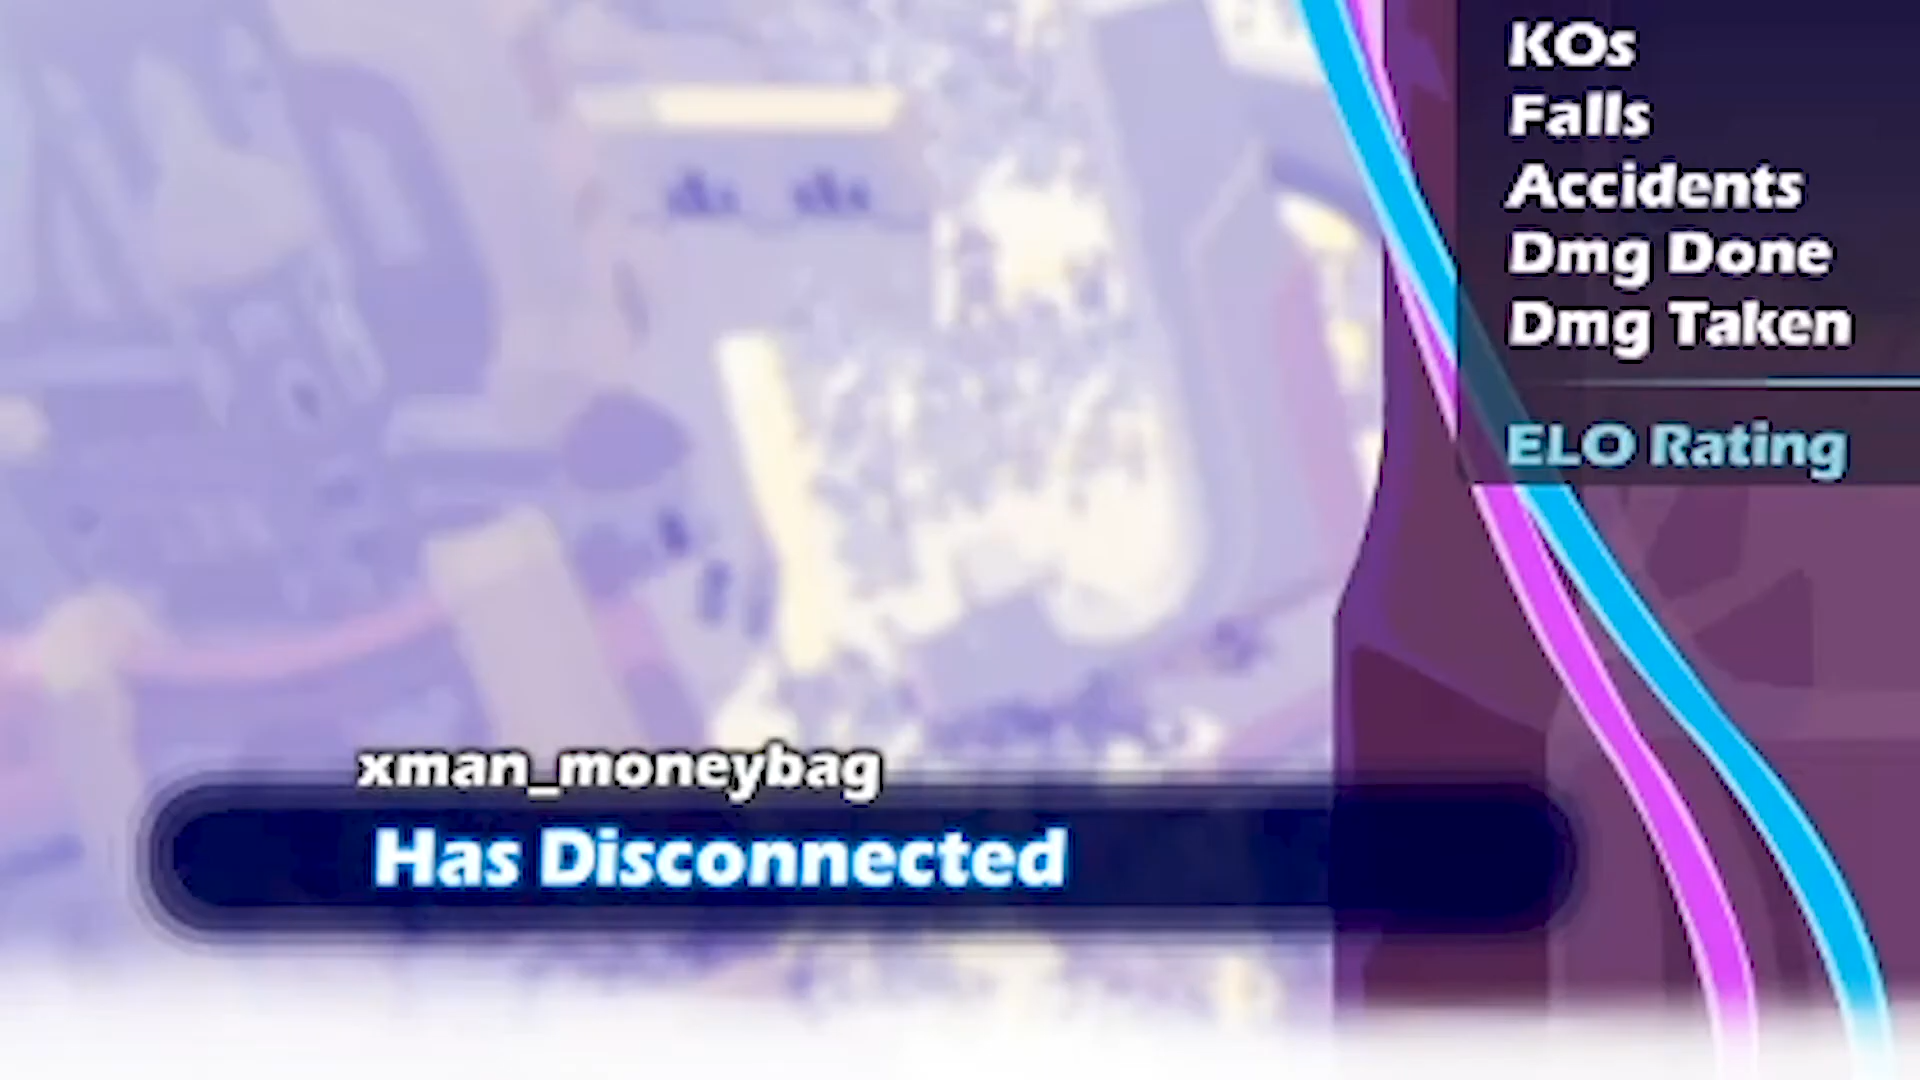 KOs
Falls
Accidents
Dmg Done
Dmg Taken
ELO Rating
xman_moneybag
Has Disconnected